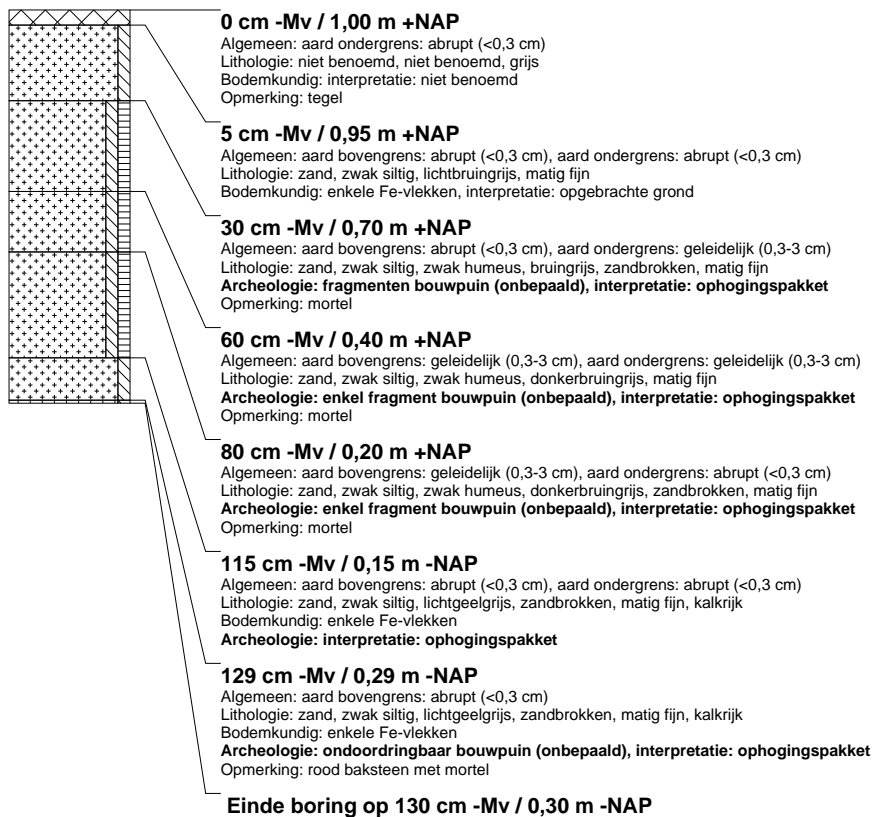 0 cm -Mv / 1,00 m +NAP
Algemeen: aard ondergrens: abrupt (<0,3 cm)
Lithologie: niet benoemd, niet benoemd, grijs
Bodemkundig: interpretatie: niet benoemd
Opmerking: tegel
5 cm -Mv / 0,95 m +NAP
Algemeen: aard bovengrens: abrupt (<0,3 cm), aard ondergrens: abrupt (<0,3 cm)
Lithologie: zand, zwak siltig, lichtbruingrijs, matig fijn
Bodemkundig: enkele Fe-vlekken, interpretatie: opgebrachte grond
30 cm -Mv / 0,70 m +NAP
Algemeen: aard bovengrens: abrupt (<0,3 cm), aard ondergrens: geleidelijk (0,3-3 cm)
Lithologie: zand, zwak siltig, zwak humeus, bruingrijs, zandbrokken, matig fijn
Archeologie: fragmenten bouwpuin (onbepaald), interpretatie: ophogingspakket
Opmerking: mortel
60 cm -Mv / 0,40 m +NAP
Algemeen: aard bovengrens: geleidelijk (0,3-3 cm), aard ondergrens: geleidelijk (0,3-3 cm)
Lithologie: zand, zwak siltig, zwak humeus, donkerbruingrijs, matig fijn
Archeologie: enkel fragment bouwpuin (onbepaald), interpretatie: ophogingspakket
Opmerking: mortel
80 cm -Mv / 0,20 m +NAP
Algemeen: aard bovengrens: geleidelijk (0,3-3 cm), aard ondergrens: abrupt (<0,3 cm)
Lithologie: zand, zwak siltig, zwak humeus, donkerbruingrijs, zandbrokken, matig fijn
Archeologie: enkel fragment bouwpuin (onbepaald), interpretatie: ophogingspakket
Opmerking: mortel
115 cm -Mv / 0,15 m -NAP
Algemeen: aard bovengrens: abrupt (<0,3 cm), aard ondergrens: abrupt (<0,3 cm)
Lithologie: zand, zwak siltig, lichtgeelgrijs, zandbrokken, matig fijn, kalkrijk
Bodemkundig: enkele Fe-vlekken
Archeologie: interpretatie: ophogingspakket
129 cm -Mv / 0,29 m -NAP
Algemeen: aard bovengrens: abrupt (<0,3 cm)
Lithologie: zand, zwak siltig, lichtgeelgrijs, zandbrokken, matig fijn, kalkrijk
Bodemkundig: enkele Fe-vlekken
Archeologie: ondoordringbaar bouwpuin (onbepaald), interpretatie: ophogingspakket
Opmerking: rood baksteen met mortel
Einde boring op 130 cm -Mv / 0,30 m -NAP